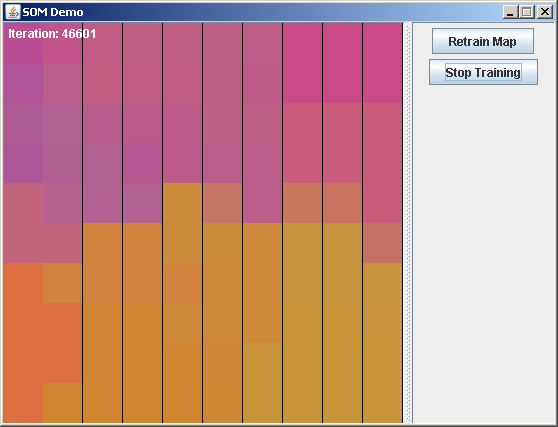 SOM Demo
Iteration: 46601
Retrain Map
Stop Training